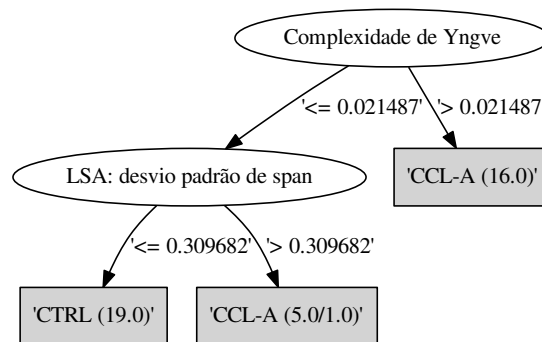 Complexidade de Yngve
'<= 0.021487'
'> 0.021487'
LSA: desvio padrão de span
'CCL-A (16.0)'
'<= 0.309682'
'> 0.309682'
'CTRL (19.0)'
'CCL-A (5.0/1.0)'